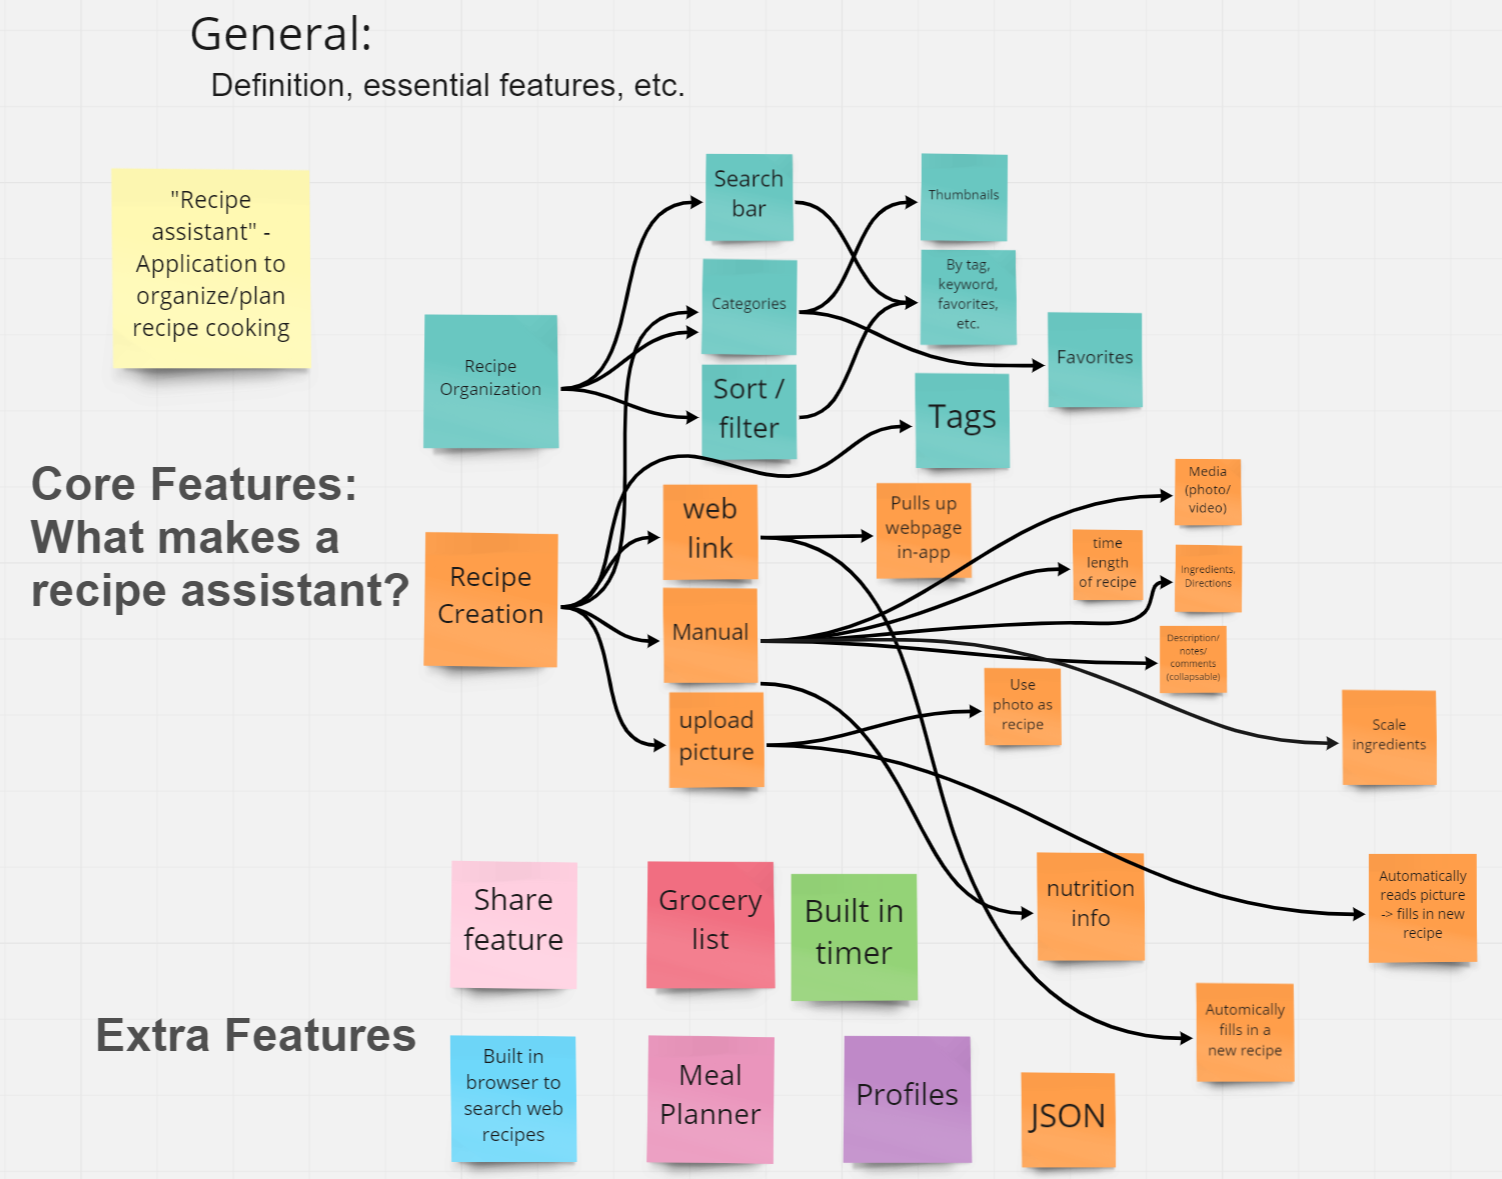 General:
Definition, essential features, etc.
"Recipe
assistant" -
Application to
organize/plan
recipe cooking
Search
bar
Thumbnails
Categories
By tag,
keyword,
favorites,
etc.
Recipe
Organization
Favorites
Sort /
filter
Tags
Core Features:
What makes a
recipe assistant?
Recipe
Creation
web
link
Pulls up
webpage
in-app
Media
(photo/
video)
time
length
of recipe
Ingredients,
Directions
Manual
Description/
notes/
comments
(collapsable)
upload
picture
Use
photo as
recipe
Scale
ingredients
Share
feature
Grocery
list
Built in
timer
nutrition
info
Automatically
reads picture
-> fills in new
recipe
Extra Features
Automically
fills in a
new recipe
Built in
browser to
search web
recipes
Meal
Planner
Profiles
JSON